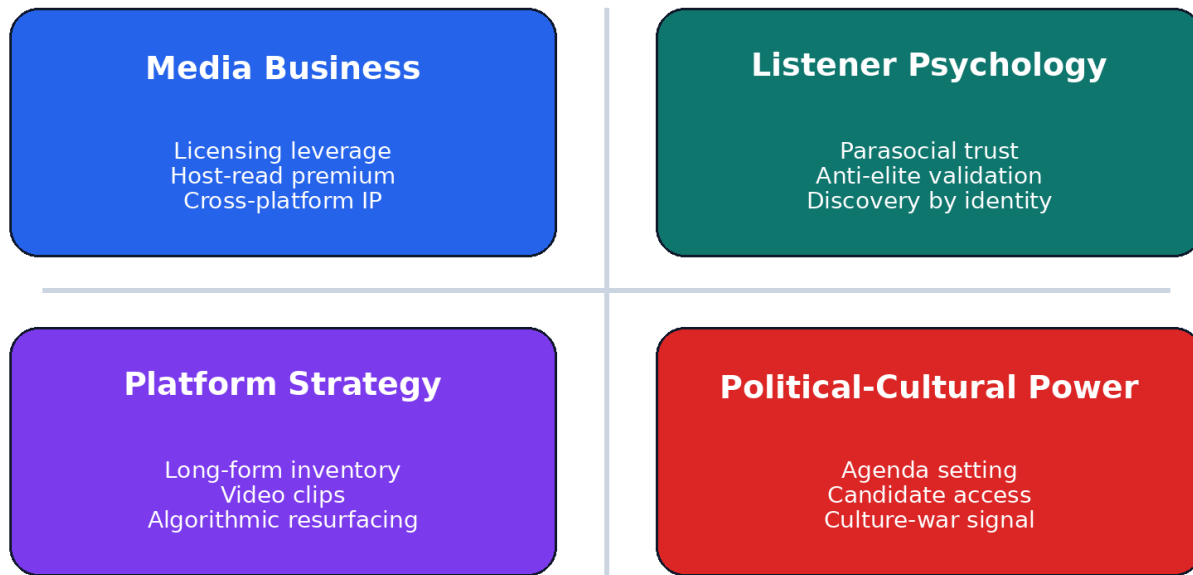 Media Business
Licensing leverage
Host-read premium
Cross-platform IP
Listener Psychology
Parasocial trust
Anti-elite validation
Discovery by identity
Platform Strategy
Long-form inventory
Video clips
Algorithmic resurfacing
Political-Cultural Power
Agenda setting
Candidate access
Culture-war signal